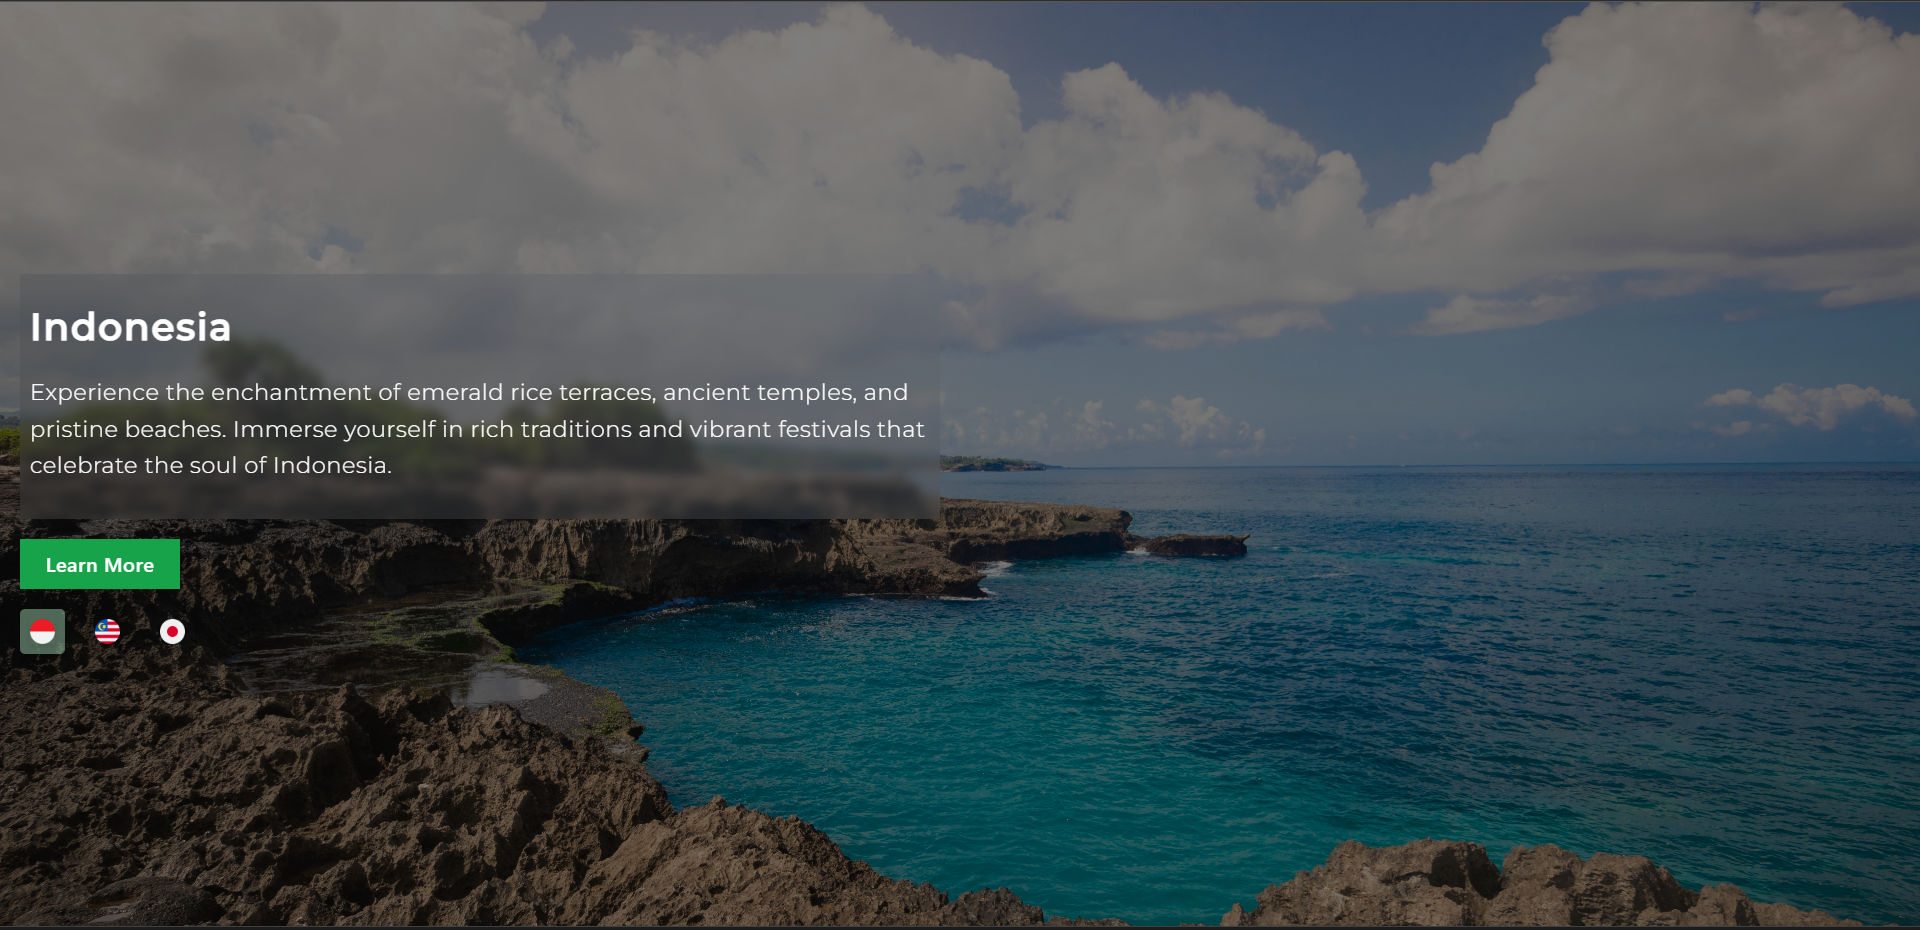 Indonesia
Experience the enchantment of emerald rice terraces, ancient temples, and
pristine beaches. Immerse yourself in rich traditions and vibrant festivals that
celebrate the soul of Indonesia.
Learn More